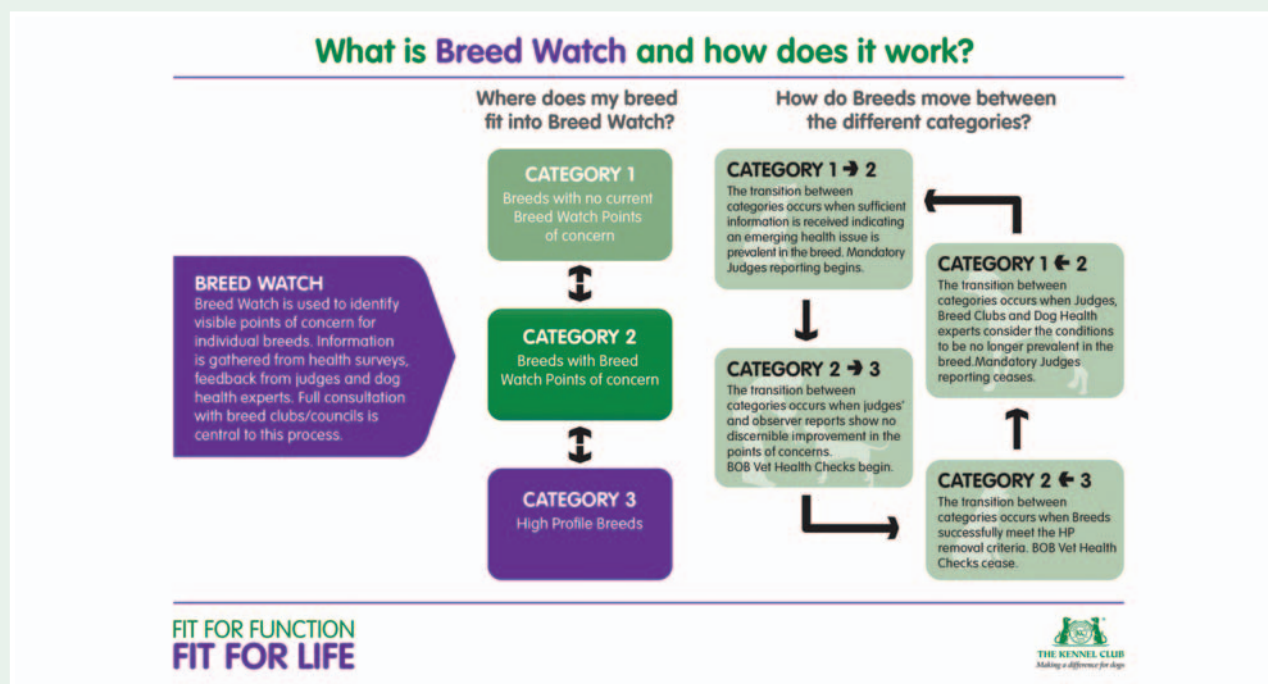 What is Breed Watch and how does it work?
Where does my breed
fit into Breed Watch?
How do Breeds move between
the different categories?
BREED WATCH
Breed Watch is used to identify
visible points of concern for
individual breeds. Information
is gathered from health surveys,
feedback from judges and dog
health experts. Full consultation
with breed clubs/councils is
central to this process.
CATEGORY 1
Breeds with no current
Breed Watch Points
of concern
CATEGORY 2
Breeds with Breed
Watch Points of concern
CATEGORY 3
High Profile Breeds
CATEGORY 1 → 2
The transition between
categories occurs when sufficient
information is received indicating
an emerging health issue is
prevalent in the breed. Mandatory
Judges reporting begins.
CATEGORY 2 → 3
The transition between
categories occurs when judges'
and observer reports show no
discernible improvement in the
points of concerns.
BOB Vet Health Checks begin.
CATEGORY 1 ← 2
The transition between
categories occurs when Judges,
Breed Clubs and Dog Health
experts consider the conditions
to be no longer prevalent in the
breed.Mandatory Judges
reporting ceases.
CATEGORY 2 ← 3
The transition between
categories occurs when Breeds
successfully meet the HP
removal criteria. BOB Vet Health
Checks cease.
FIT FOR FUNCTION
FIT FOR LIFE
THE KENNEL CLUB
Making a difference for dogs